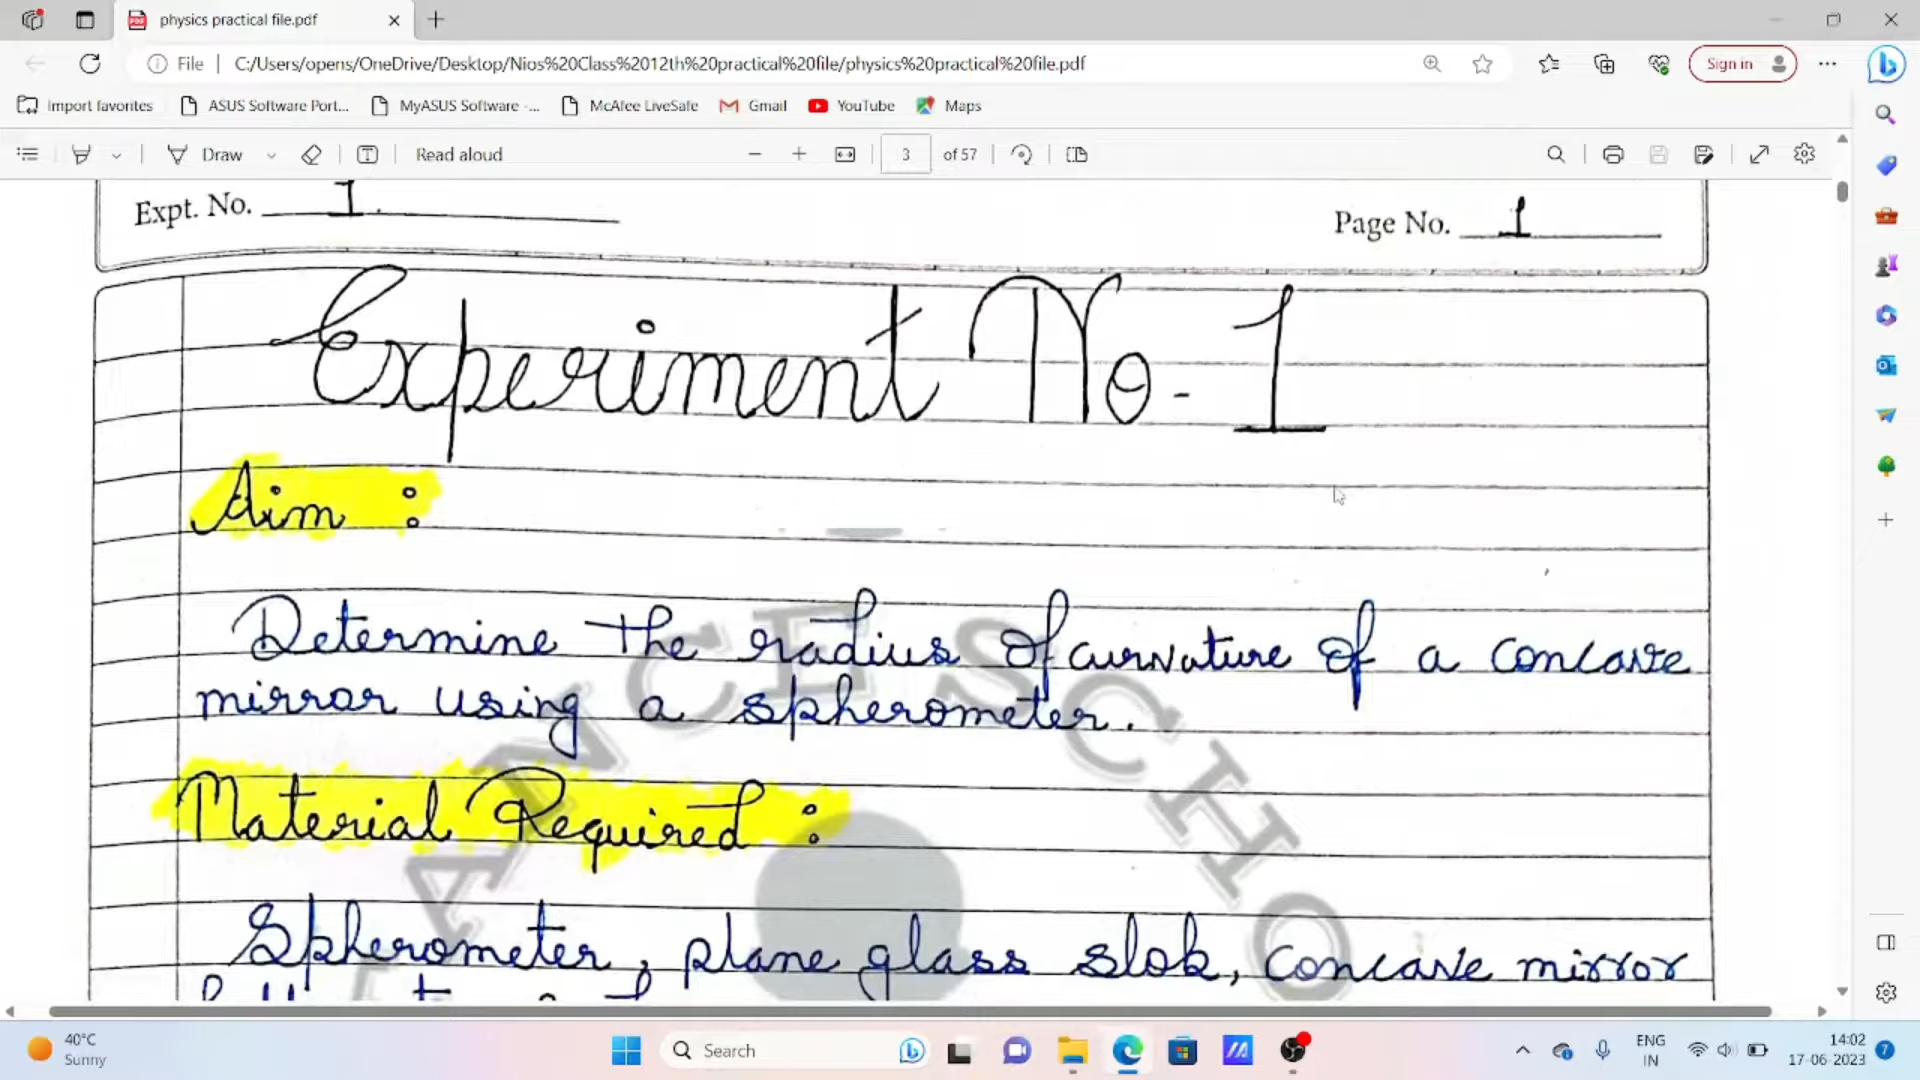 physics practical file.pdf
File C:/Users/opens/OneDrive/Desktop/Nios%20Class%2012th%20practical%20file/physics%20practical%20file.pdf
Sign in
Import favorites ASUS Software Port... MyASUS Software -... McAfee LiveSafe Gmail YouTube Maps
Draw Read aloud 3 of 57
Expt. No. 1. Page No. 1
Experiment No-1
Aim :
Determine the radius of curvature of a concave
mirror using a spherometer.
Material Required :
Spherometer, plane glass slok, concave mirror
40°C
Sunny
Search
ENG
IN
14:02
17-06-2023
7